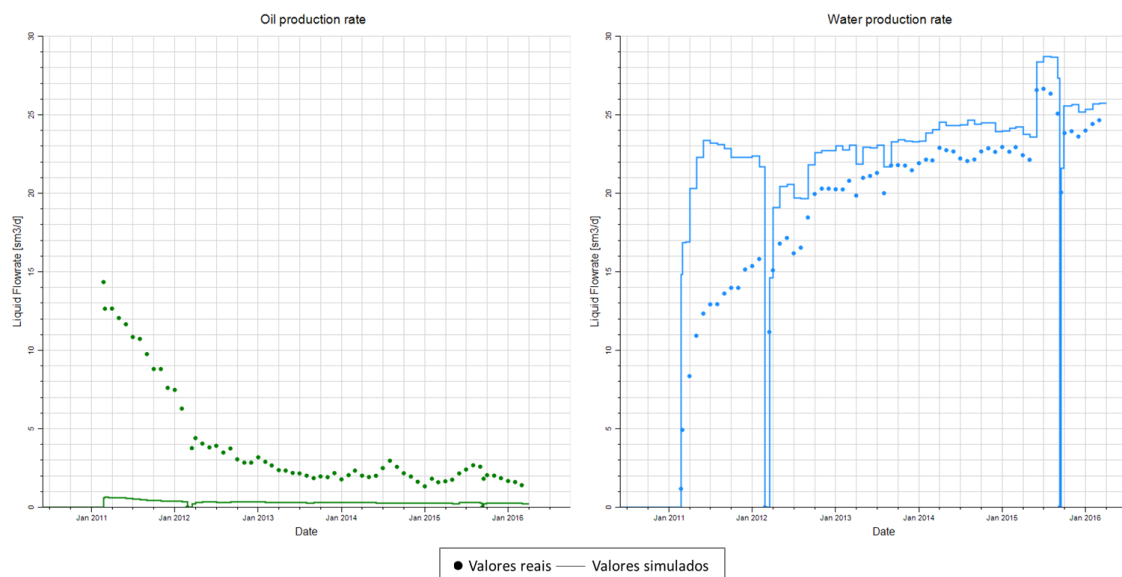 Oil production rate
Water production rate
Liquid Flowrate [sm3/d]
30
25
20
15
10
5
0
Jan 2011
Jan 2012
Jan 2013
Jan 2014
Jan 2015
Jan 2016
Date
Liquid Flowrate [sm3/d]
30
25
20
15
10
5
0
Jan 2011
Jan 2012
Jan 2013
Jan 2014
Jan 2015
Jan 2016
Date
Valores reais
Valores simulados